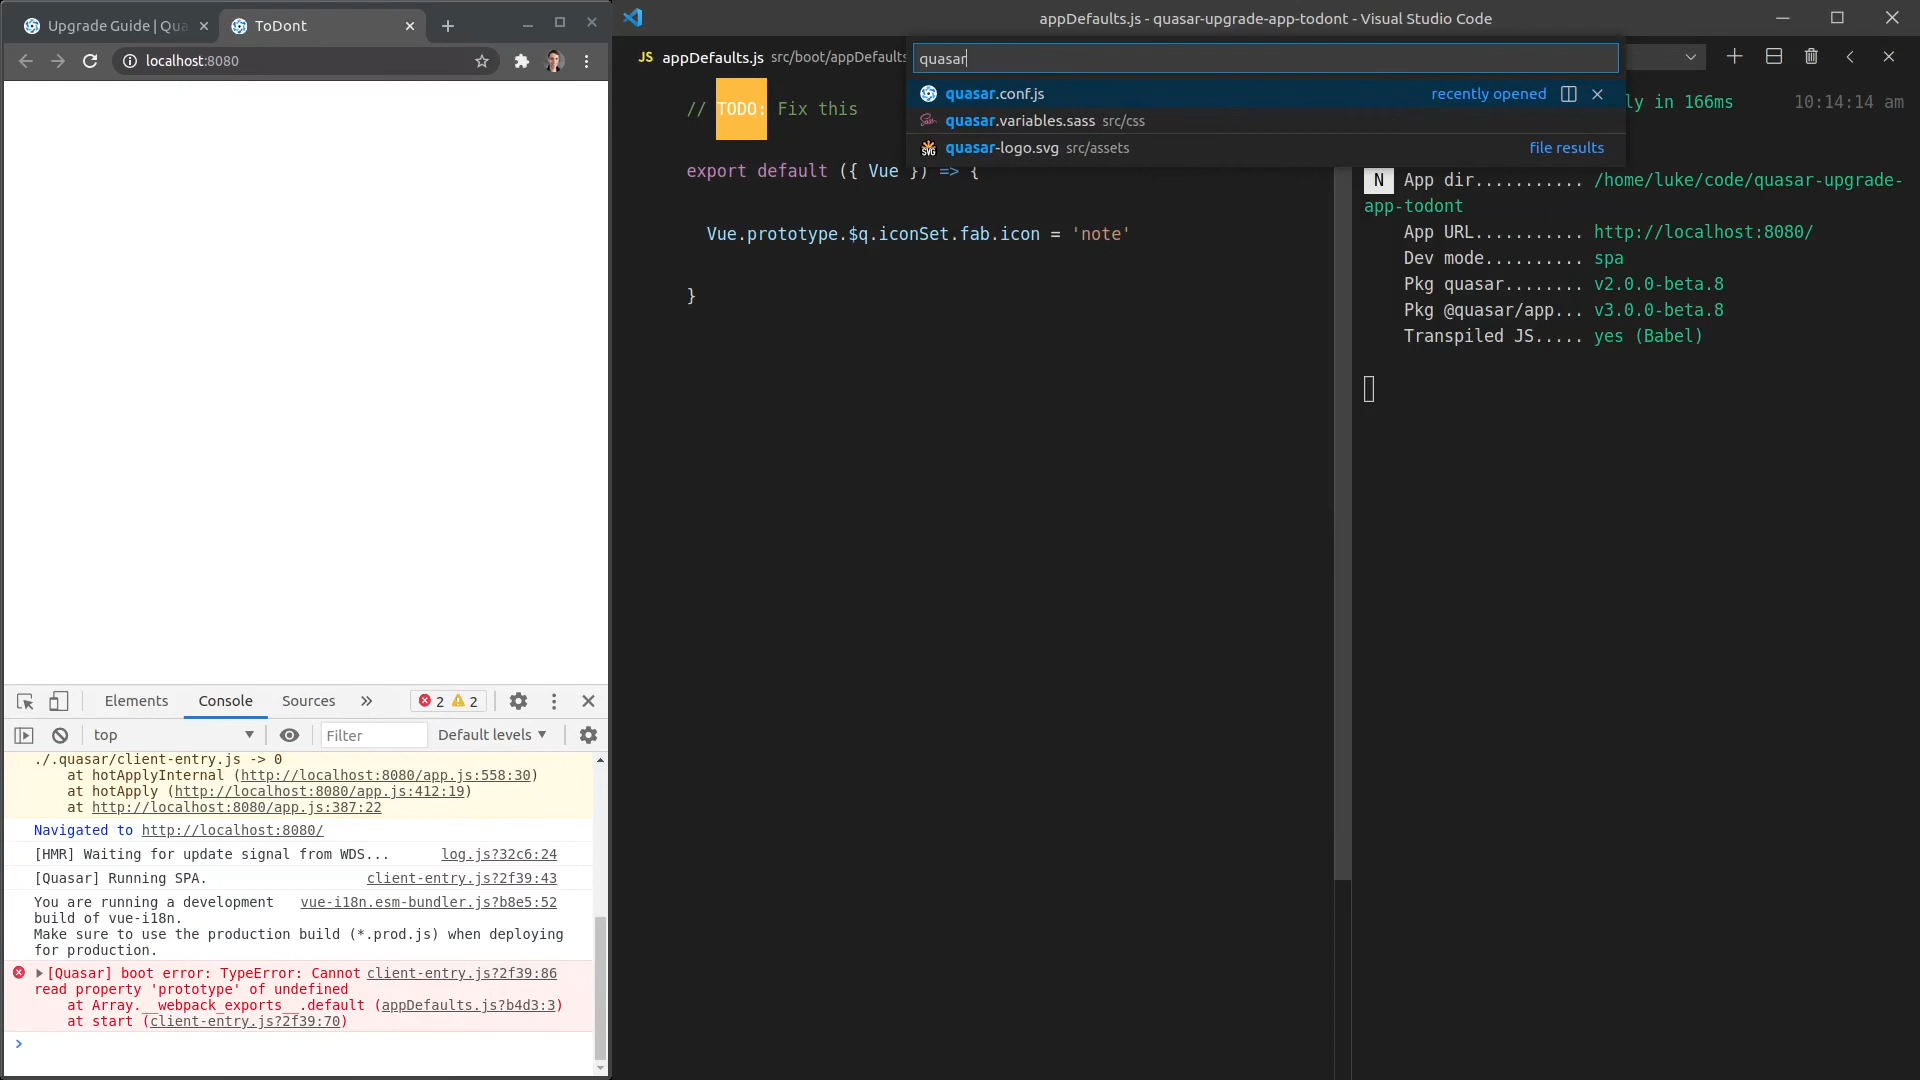 Upgrade Guide | Qua
ToDont
localhost:8080
appDefaults.js - quasar-upgrade-app-todont - Visual Studio Code
JS appDefaults.js src/boot/appDefaults
quasar
quasar.conf.js recently opened
quasar.variables.sass src/css
quasar-logo.svg src/assets file results
// TODO: Fix this
export default ({ Vue }) => {
Vue.prototype.$q.iconSet.fab.icon = 'note'
}
ly in 166ms 10:14:14 am
N App dir........... /home/luke/code/quasar-upgrade-
app-todont
App URL........... http://localhost:8080/
Dev mode.......... spa
Pkg quasar........ v2.0.0-beta.8
Pkg @quasar/app... v3.0.0-beta.8
Transpiled JS..... yes (Babel)
Elements Console Sources 2 2
top Filter Default levels
./.quasar/client-entry.js -> 0
at hotApplyInternal (http://localhost:8080/app.js:558:30)
at hotApply (http://localhost:8080/app.js:412:19)
at http://localhost:8080/app.js:387:22
Navigated to http://localhost:8080/
[HMR] Waiting for update signal from WDS... log.js?32c6:24
[Quasar] Running SPA. client-entry.js?2f39:43
You are running a development vue-i18n.esm-bundler.js?b8e5:52
build of vue-i18n.
Make sure to use the production build (*.prod.js) when deploying
for production.
[Quasar] boot error: TypeError: Cannot client-entry.js?2f39:86
read property 'prototype' of undefined
at Array.__webpack_exports__.default (appDefaults.js?b4d3:3)
at start (client-entry.js?2f39:70)